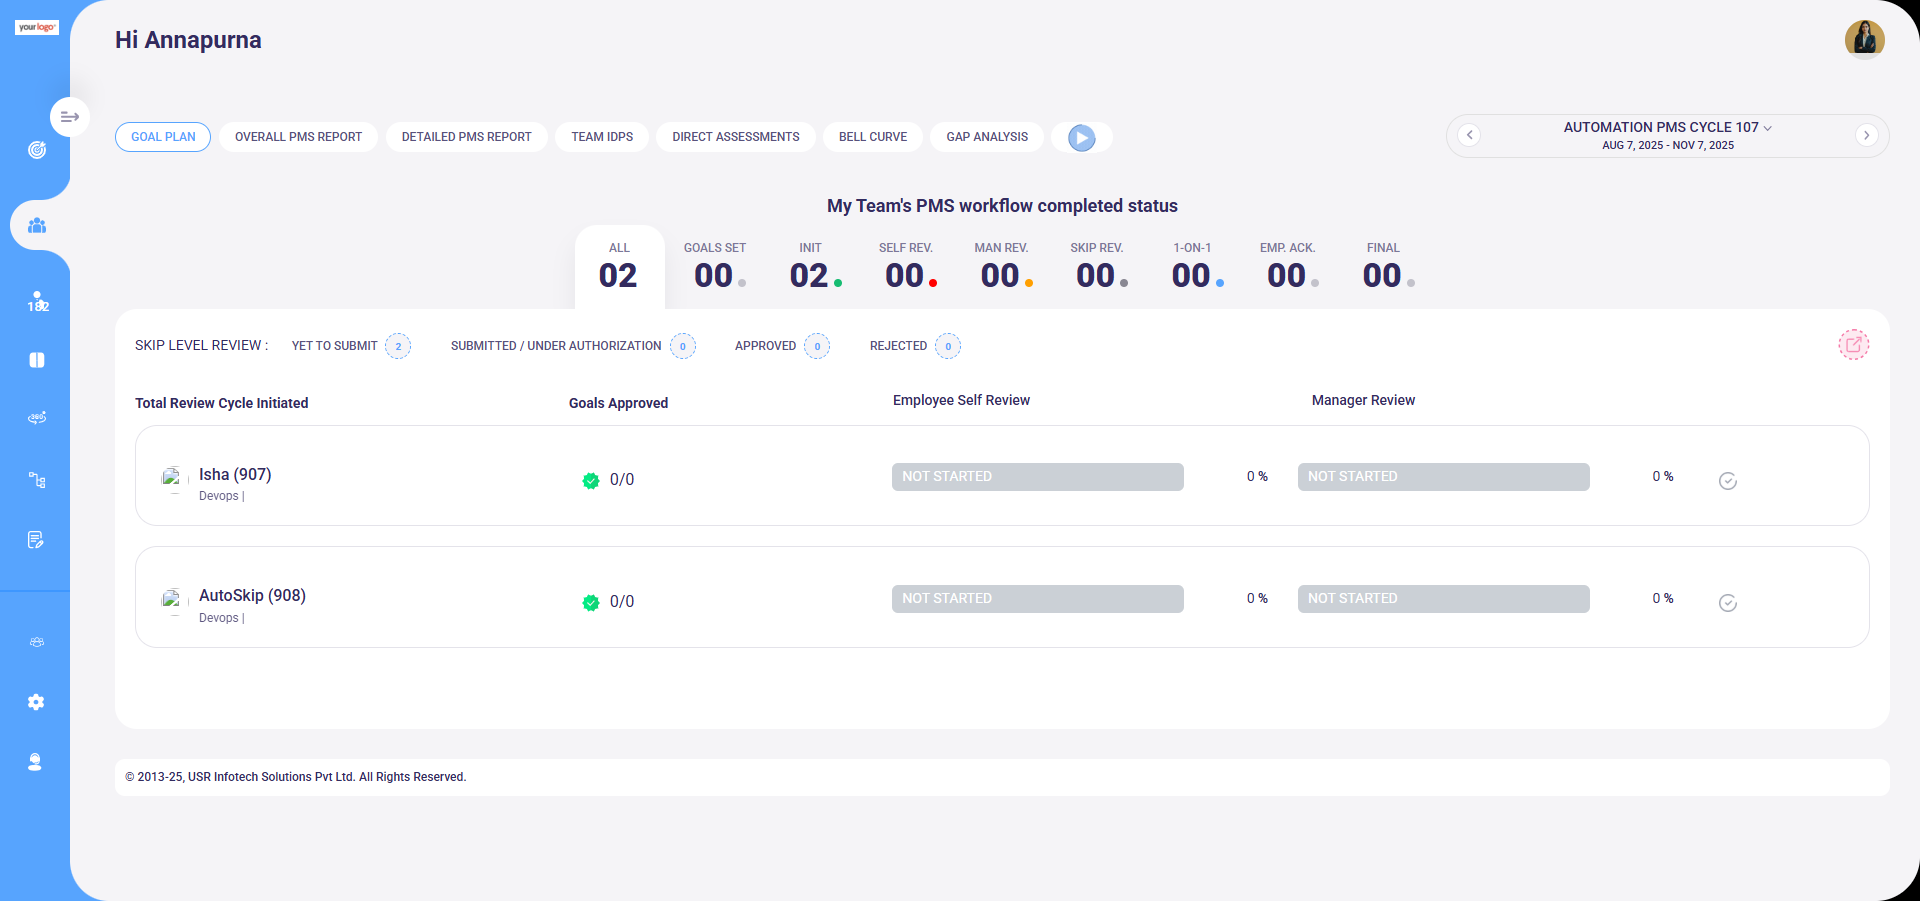 your logo
Hi Annapurna
GOAL PLAN OVERALL PMS REPORT DETAILED PMS REPORT TEAM IDPS DIRECT ASSESSMENTS BELL CURVE GAP ANALYSIS
AUTOMATION PMS CYCLE 107
AUG 7, 2025 - NOV 7, 2025
182
360
My Team's PMS workflow completed status
ALL GOALS SET INIT SELF REV. MAN REV. SKIP REV. 1-ON-1 EMP. ACK. FINAL
02 00 02 00 00 00 00 00 00
SKIP LEVEL REVIEW : YET TO SUBMIT 2 SUBMITTED / UNDER AUTHORIZATION 0 APPROVED 0 REJECTED 0
Total Review Cycle Initiated Goals Approved Employee Self Review Manager Review
Isha (907)
Devops |
0/0 NOT STARTED 0 % NOT STARTED 0 %
AutoSkip (908)
Devops |
0/0 NOT STARTED 0 % NOT STARTED 0 %
© 2013-25, USR Infotech Solutions Pvt Ltd. All Rights Reserved.